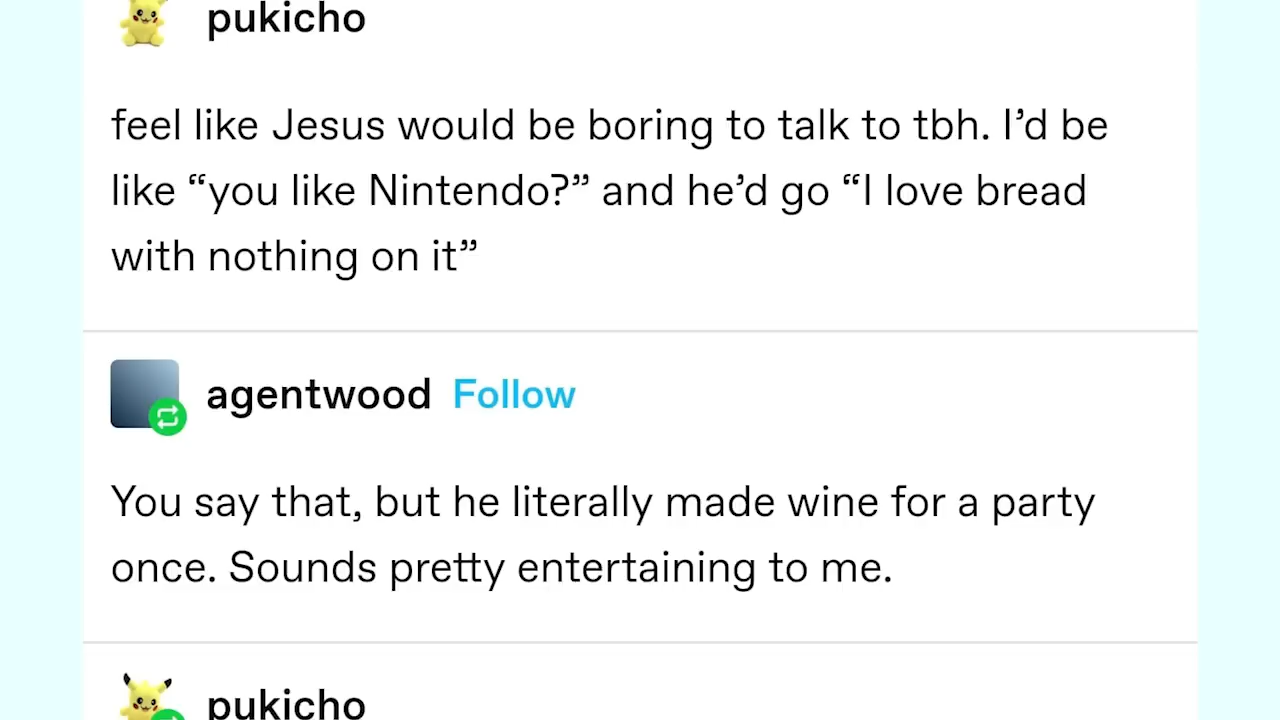 pukicho
feel like Jesus would be boring to talk to tbh. I’d be
like “you like Nintendo?” and he’d go “I love bread
with nothing on it”
agentwood Follow
You say that, but he literally made wine for a party
once. Sounds pretty entertaining to me.
pukicho